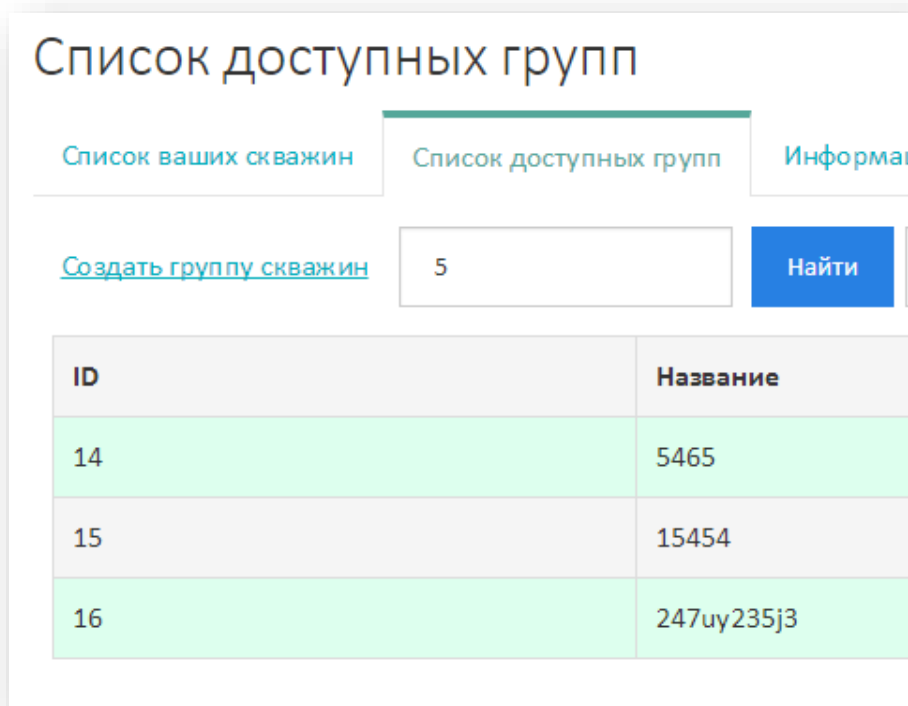 Список доступных групп
Список ваших скважин Список доступных групп
Создать группу скважин 5 Найти
ID Название
14 5465
15 15454
16 247uy235j3